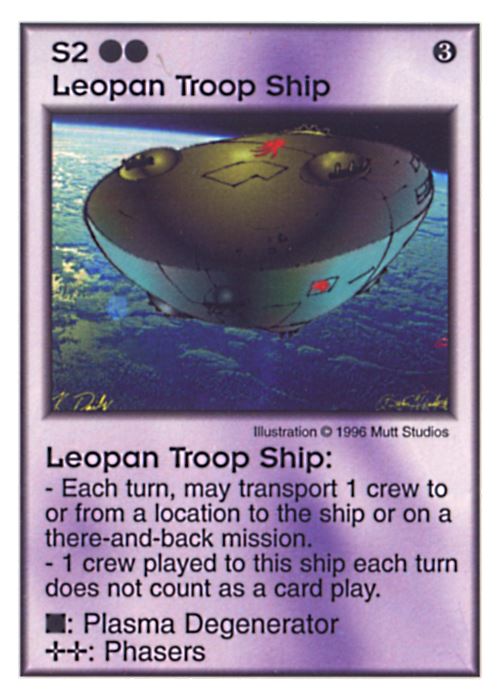 S2 ●● ③
Leopan Troop Ship
Illustration © 1996 Mutt Studios
Leopan Troop Ship:
- Each turn, may transport 1 crew to
or from a location to the ship or on a
there-and-back mission.
- 1 crew played to this ship each turn
does not count as a card play.
■: Plasma Degenerator
✢✢: Phasers